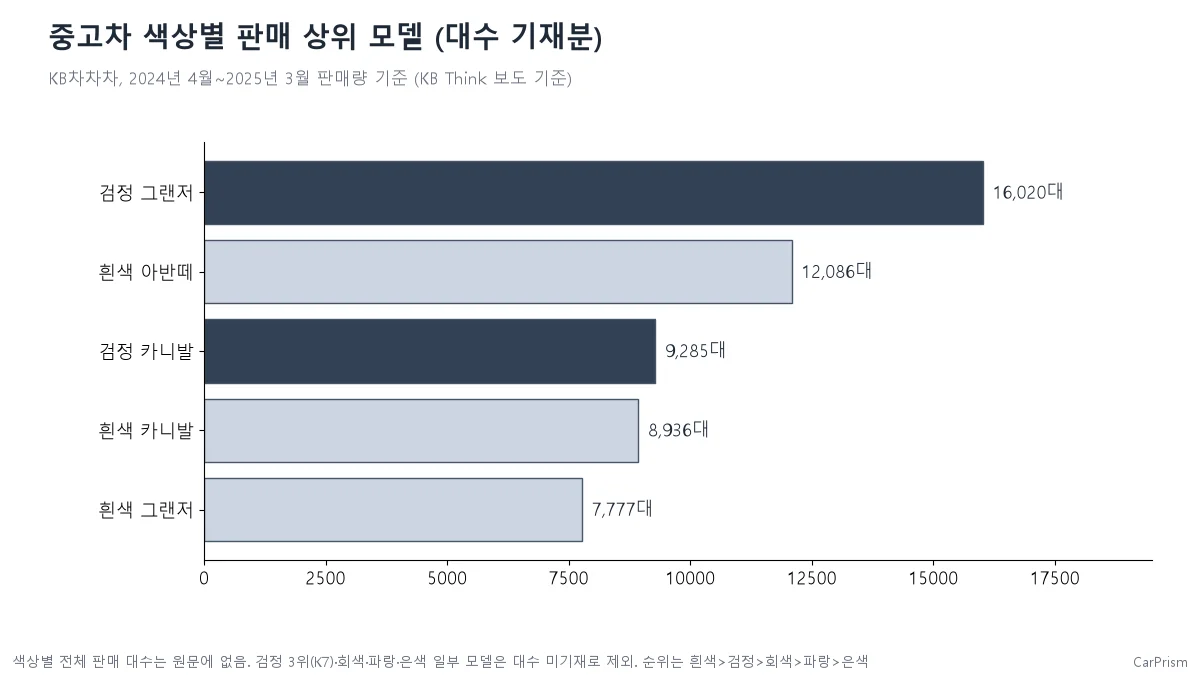 중고차 색상별 판매 상위 모델 (대수 기재분)
KB차차차, 2024년 4월~2025년 3월 판매량 기준 (KB Think 보도 기준)
검정 그랜저 16,020대
흰색 아반떼 12,086대
검정 카니발 9,285대
흰색 카니발 8,936대
흰색 그랜저 7,777대
0 2500 5000 7500 10000 12500 15000 17500
색상별 전체 판매 대수는 원문에 없음. 검정 3위(K7)·회색·파랑·은색 일부 모델은 대수 미기재로 제외. 순위는 흰색>검정>회색>파랑>은색
CarPrism